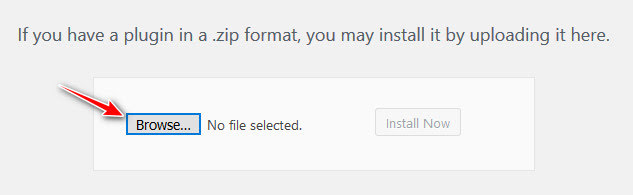 If you have a plugin in a .zip format, you may install it by uploading it here.
Browse... No file selected. Install Now